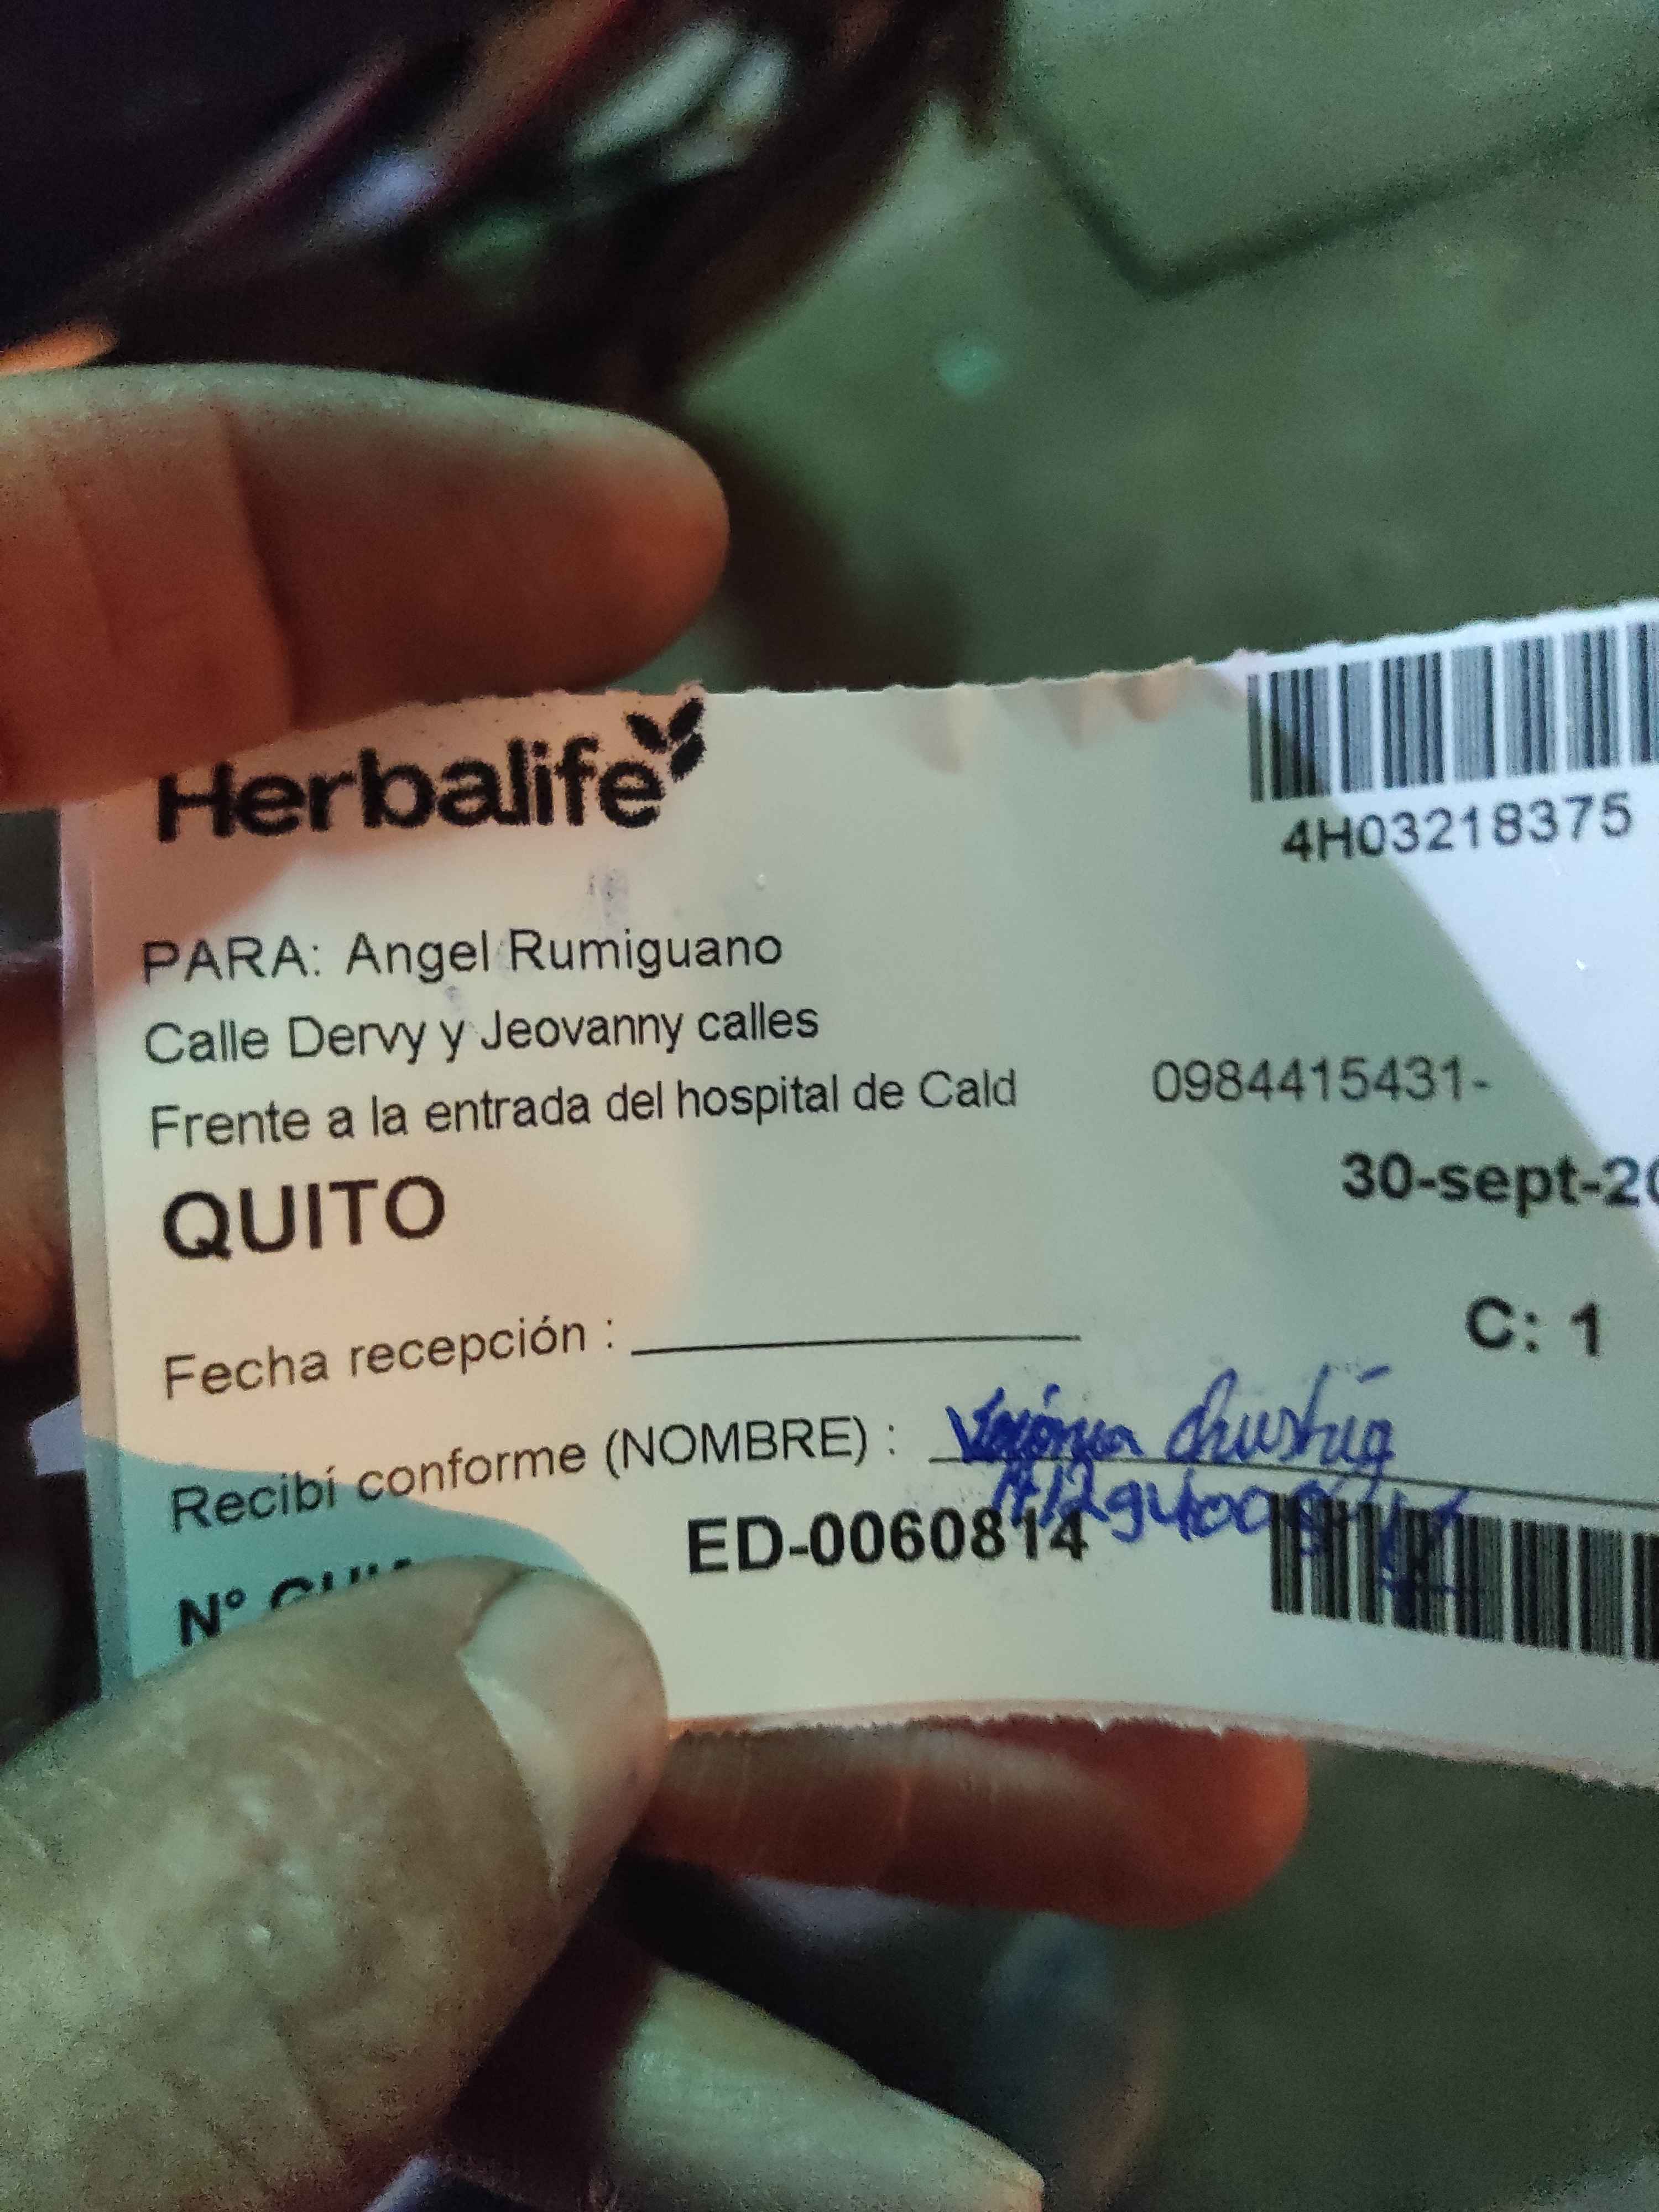 Herbalife
4H03218375
PARA: Angel Rumiguano
Calle Dervy y Jeovanny calles
Frente a la entrada del hospital de Cald
0984415431-
QUITO
30-sept-20
Fecha recepción :
C: 1
Recibí conforme (NOMBRE) :
N°
ED-0060814